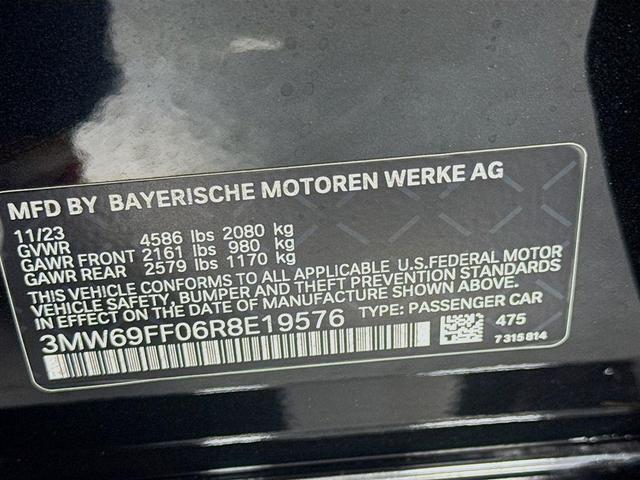 MFD BY BAYERISCHE MOTOREN WERKE AG
11/23
GVWR 4586 lbs 2080 kg
GAWR FRONT 2161 lbs 980 kg
GAWR REAR 2579 lbs 1170 kg
THIS VEHICLE CONFORMS TO ALL APPLICABLE U.S.FEDERAL MOTOR
VEHICLE SAFETY, BUMPER AND THEFT PREVENTION STANDARDS
IN EFFECT ON THE DATE OF MANUFACTURE SHOWN ABOVE.
3MW69FF06R8E19576 TYPE: PASSENGER CAR
475
7315814